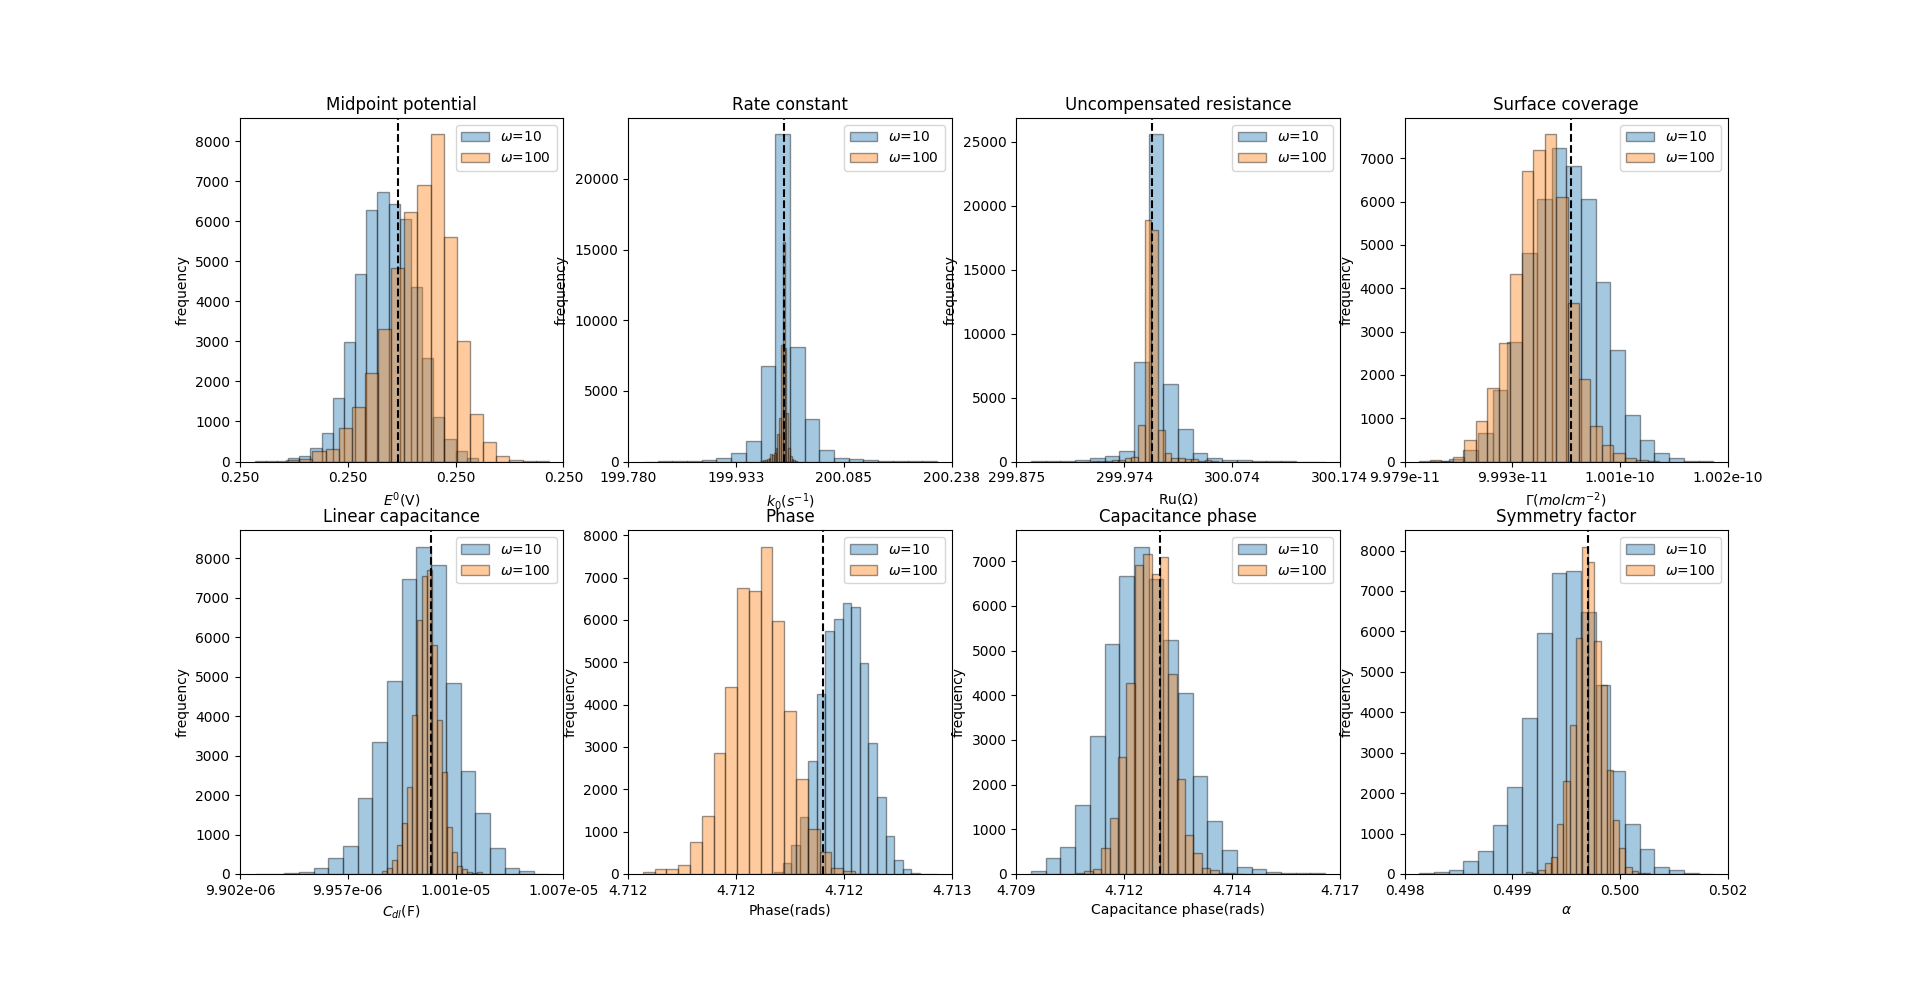 Midpoint potential
ω=10
ω=100
8000
7000
6000
5000
4000
3000
2000
1000
0
frequency
0.250 0.250 0.250 0.250
E⁰(V)
Rate constant
ω=10
ω=100
20000
15000
10000
5000
0
frequency
199.780 199.933 200.085 200.238
k₀(s⁻¹)
Uncompensated resistance
ω=10
ω=100
25000
20000
15000
10000
5000
0
frequency
299.875 299.974 300.074 300.174
Ru(Ω)
Surface coverage
ω=10
ω=100
7000
6000
5000
4000
3000
2000
1000
0
frequency
9.979e-11 9.993e-11 1.001e-10 1.002e-10
Γ(molcm⁻²)
Linear capacitance
ω=10
ω=100
8000
7000
6000
5000
4000
3000
2000
1000
0
frequency
9.902e-06 9.957e-06 1.001e-05 1.007e-05
C_dl(F)
Phase
ω=10
ω=100
8000
7000
6000
5000
4000
3000
2000
1000
0
frequency
4.712 4.712 4.712 4.713
Phase(rads)
Capacitance phase
ω=10
ω=100
7000
6000
5000
4000
3000
2000
1000
0
frequency
4.709 4.712 4.714 4.717
Capacitance phase(rads)
Symmetry factor
ω=10
ω=100
8000
7000
6000
5000
4000
3000
2000
1000
0
frequency
0.498 0.499 0.500 0.502
α